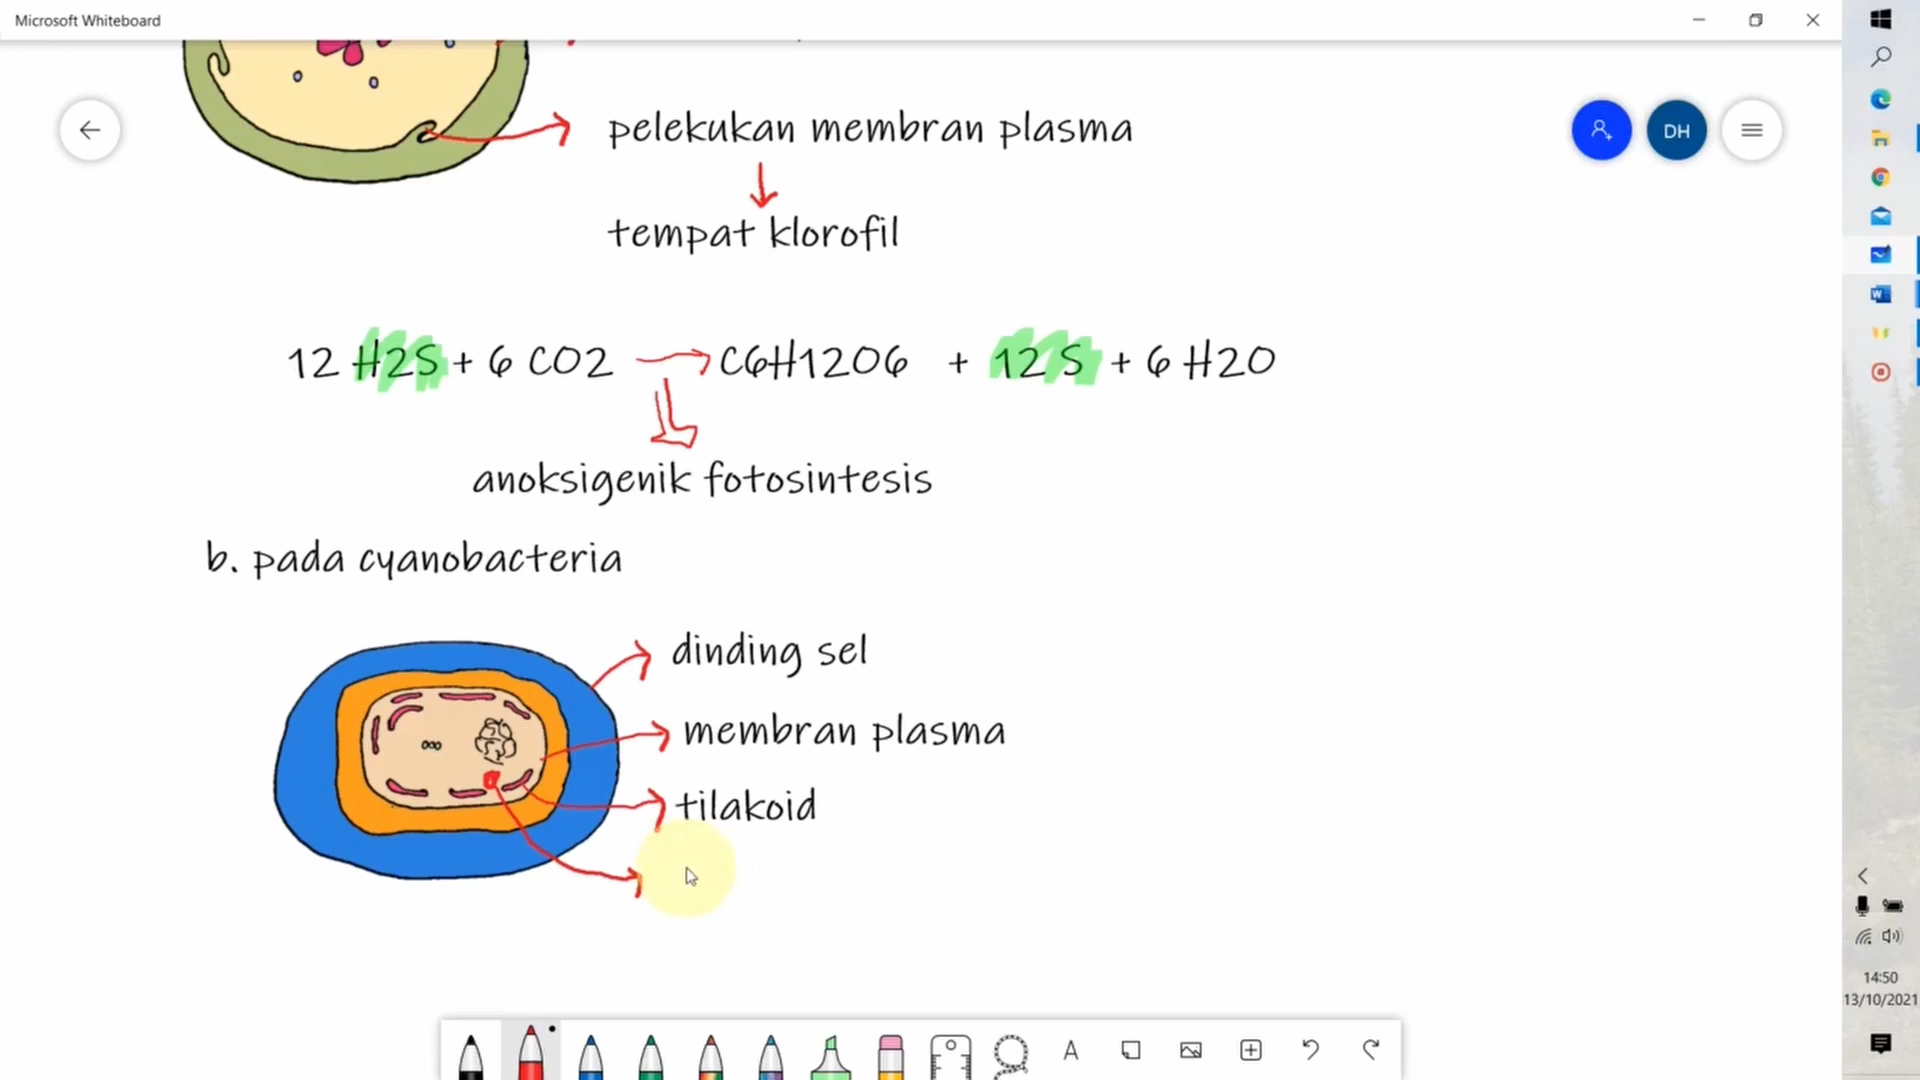 Microsoft Whiteboard
pelekukan membran plasma
DH
tempat klorofil
12 H2S + 6 CO2 → C6H12O6 + 12 S + 6 H2O
anoksigenik fotosintesis
b. pada cyanobacteria
dinding sel
membran plasma
tilakoid
14:50
13/10/2021